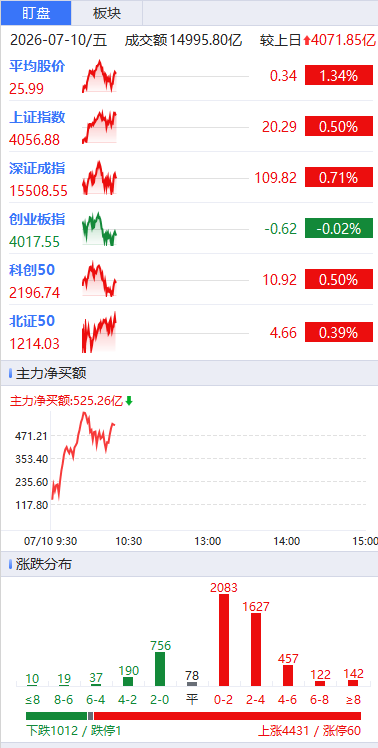 盯盘 板块
2026-07-10/五 成交额14995.80亿 较上日⬆4071.85亿
平均股价
25.99 0.34 1.34%
上证指数
4056.88 20.29 0.50%
深证成指
15508.55 109.82 0.71%
创业板指
4017.55 -0.62 -0.02%
科创50
2196.74 10.92 0.50%
北证50
1214.03 4.66 0.39%
主力净买额
主力净买额:525.26亿⬇
471.21
353.40
235.60
117.80
07/10 9:30 10:30 13:00 14:00 15:00
涨跌分布
10 19 37 190 756 78 2083 1627 457 122 142
≤8 8-6 6-4 4-2 2-0 平 0-2 2-4 4-6 6-8 ≥8
下跌1012 / 跌停1 上涨4431 / 涨停60